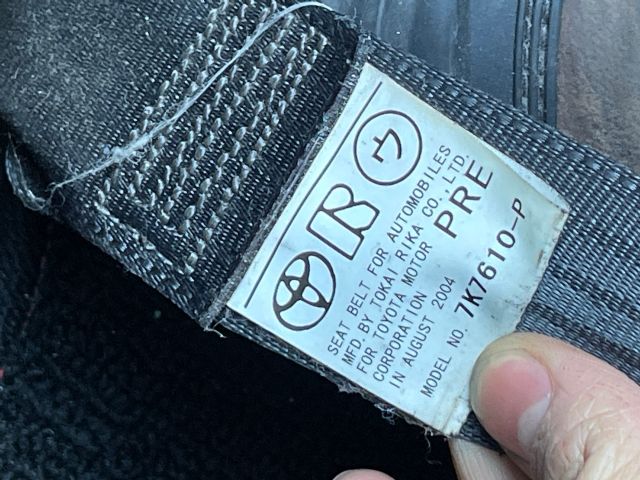 ウ
SEAT BELT FOR AUTOMOBILES
MFD. BY TOKAI RIKA CO., LTD.
FOR TOYOTA MOTOR PRE
CORPORATION
IN AUGUST 2004
MODEL NO. 7K7610-P